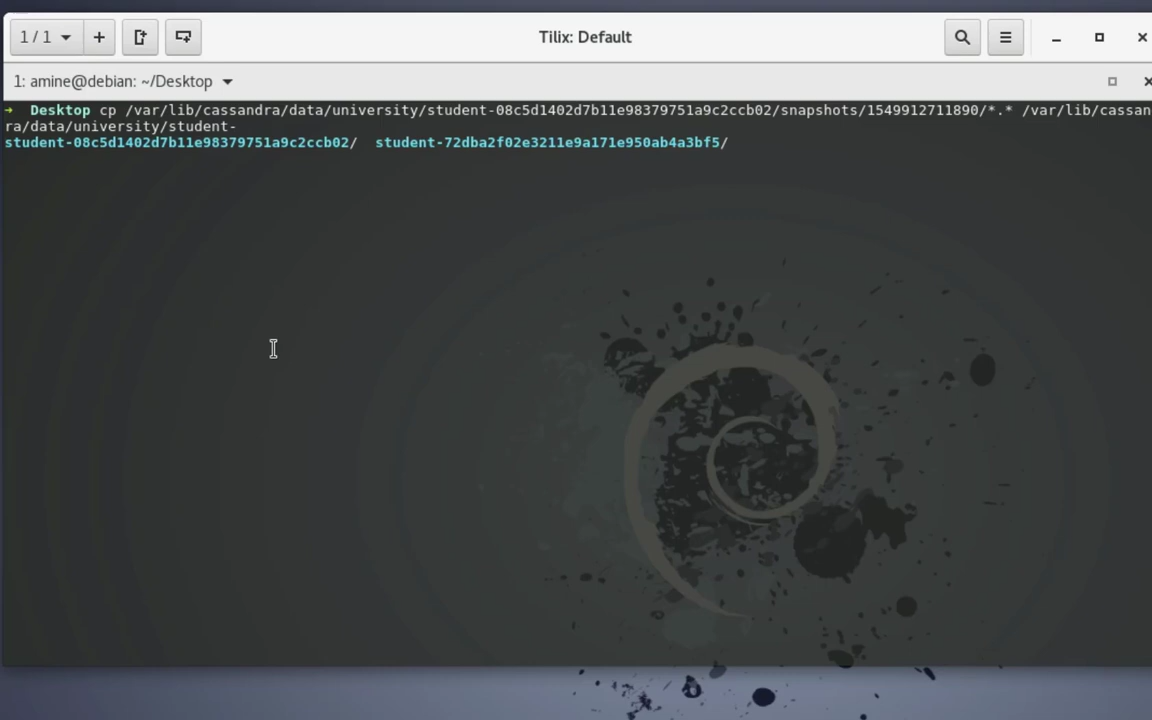 1 / 1
Tilix: Default
1: amine@debian: ~/Desktop
→ Desktop cp /var/lib/cassandra/data/university/student-08c5d1402d7b11e98379751a9c2ccb02/snapshots/1549912711890/*.* /var/lib/cassan
ra/data/university/student-
student-08c5d1402d7b11e98379751a9c2ccb02/ student-72dba2f02e3211e9a171e950ab4a3bf5/